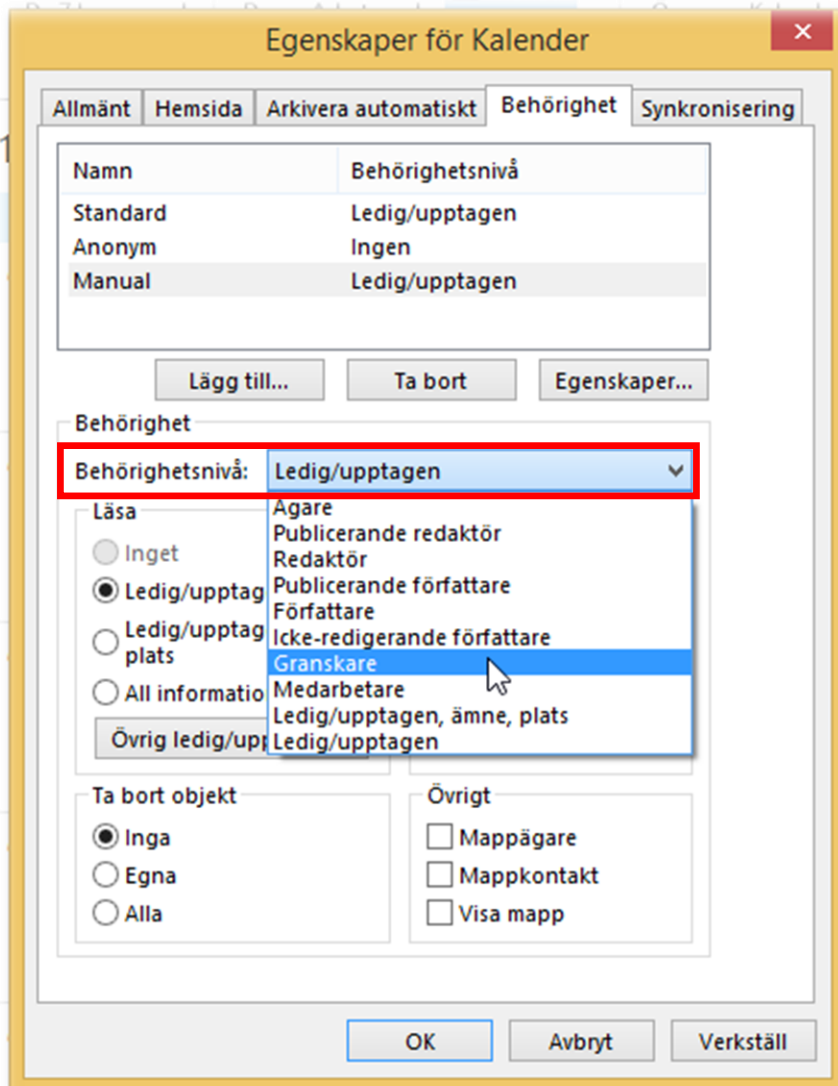 Egenskaper för Kalender
Allmänt Hemsida Arkivera automatiskt Behörighet Synkronisering
Namn Behörighetsnivå
Standard Ledig/upptagen
Anonym Ingen
Manual Ledig/upptagen
Lägg till... Ta bort Egenskaper...
Behörighet
Behörighetsnivå: Ledig/upptagen
Läsa
Ägare
Publicerande redaktör
Inget
Redaktör
Publicerande författare
Ledig/upptag
Författare
Ledig/upptag
plats
Icke-redigerande författare
Granskare
All informatio
Medarbetare
Ledig/upptagen, ämne, plats
Övrig ledig/upp
Ledig/upptagen
Ta bort objekt Övrigt
Inga Mappägare
Egna Mappkontakt
Alla Visa mapp
OK Avbryt Verkställ